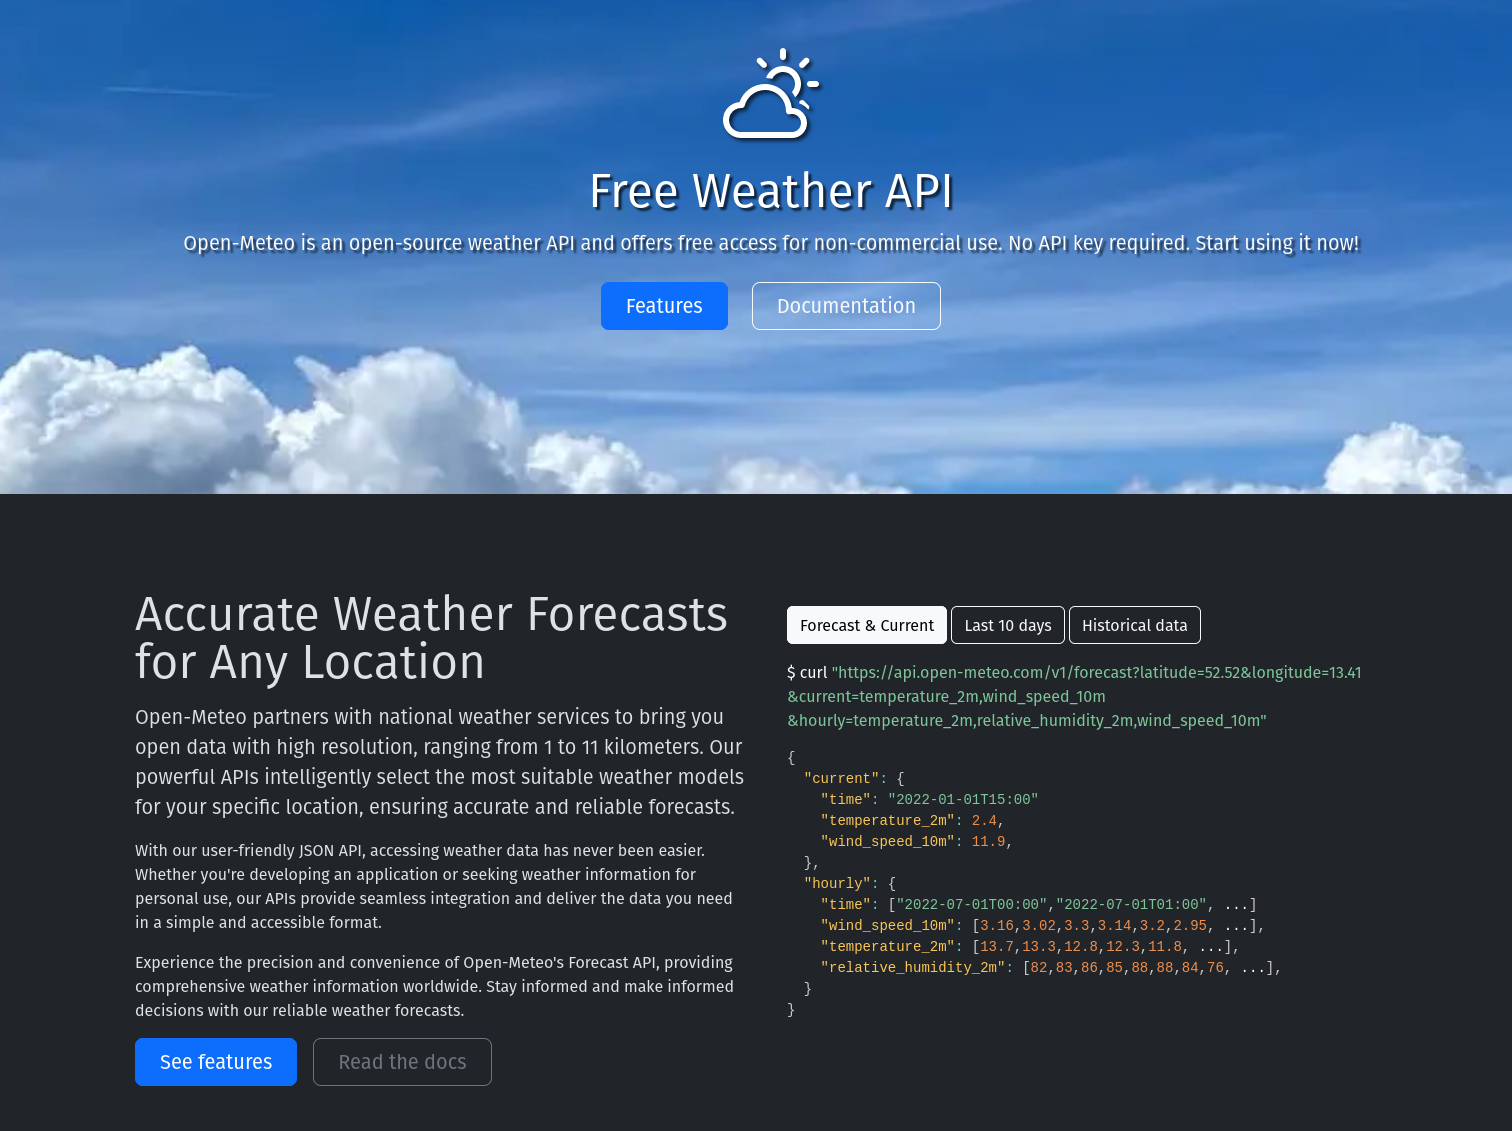 Free Weather API
Open-Meteo is an open-source weather API and offers free access for non-commercial use. No API key required. Start using it now!
Features
Documentation
Accurate Weather Forecasts
for Any Location
Open-Meteo partners with national weather services to bring you
open data with high resolution, ranging from 1 to 11 kilometers. Our
powerful APIs intelligently select the most suitable weather models
for your specific location, ensuring accurate and reliable forecasts.
With our user-friendly JSON API, accessing weather data has never been easier.
Whether you're developing an application or seeking weather information for
personal use, our APIs provide seamless integration and deliver the data you need
in a simple and accessible format.
Experience the precision and convenience of Open-Meteo's Forecast API, providing
comprehensive weather information worldwide. Stay informed and make informed
decisions with our reliable weather forecasts.
See features
Read the docs
Forecast & Current
Last 10 days
Historical data
$ curl "https://api.open-meteo.com/v1/forecast?latitude=52.52&longitude=13.41
&current=temperature_2m,wind_speed_10m
&hourly=temperature_2m,relative_humidity_2m,wind_speed_10m"
{
  "current": {
    "time": "2022-01-01T15:00"
    "temperature_2m": 2.4,
    "wind_speed_10m": 11.9,
  },
  "hourly": {
    "time": ["2022-07-01T00:00","2022-07-01T01:00", ...]
    "wind_speed_10m": [3.16,3.02,3.3,3.14,3.2,2.95, ...],
    "temperature_2m": [13.7,13.3,12.8,12.3,11.8, ...],
    "relative_humidity_2m": [82,83,86,85,88,88,84,76, ...],
  }
}